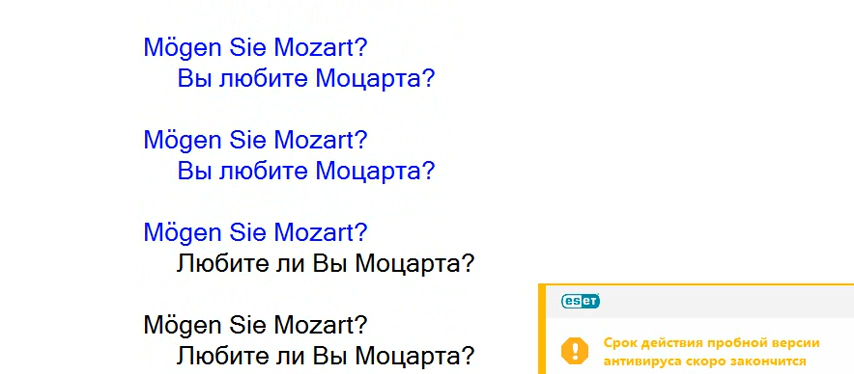 Mögen Sie Mozart?
Вы любите Моцарта?
Mögen Sie Mozart?
Вы любите Моцарта?
Mögen Sie Mozart?
Любите ли Вы Моцарта?
Mögen Sie Mozart?
Любите ли Вы Моцарта?
eset
Срок действия пробной версии
антивируса скоро закончится